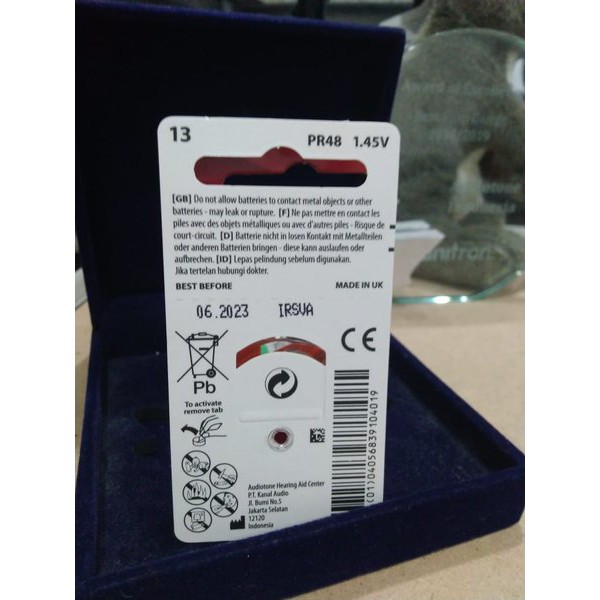 13
PR48 1.45V
[GB] Do not allow batteries to contact metal objects or other
batteries - may leak or rupture. [F] Ne pas mettre en contact les
piles avec des objets métalliques ou avec d'autres piles - Risque de
court-circuit. [D] Batterie nicht in losen Kontakt mit Metallteilen
oder anderen Batterien bringen - diese kann auslaufen oder
aufbrechen. [ID] Lepas pelindung sebelum digunakan.
Jika tertelan hubungi dokter.
BEST BEFORE MADE IN UK
06.2023 IRSVA
CE
Pb
To activate
remove tab
Audiotone Hearing Aid Center
P.T. Kanal Audio
Jl. Bumi No.5
Jakarta Selatan
12120
Indonesia
unitron